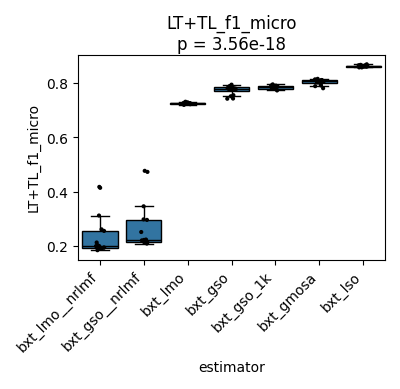 LT+TL_f1_micro
p = 3.56e-18
LT+TL_f1_micro
0.8
0.6
0.4
0.2
bxt_lmo__nrlmf
bxt_gso__nrlmf
bxt_lmo
bxt_gso
bxt_gso_1k
bxt_gmosa
bxt_lso
estimator